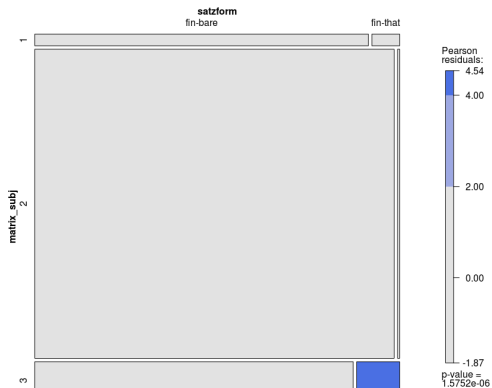 satzform
fin-bare
fin-that
matrix_subj
1
2
3
Pearson
residuals:
4.54
4.00
2.00
0.00
-1.87
p-value =
1.5752e-06